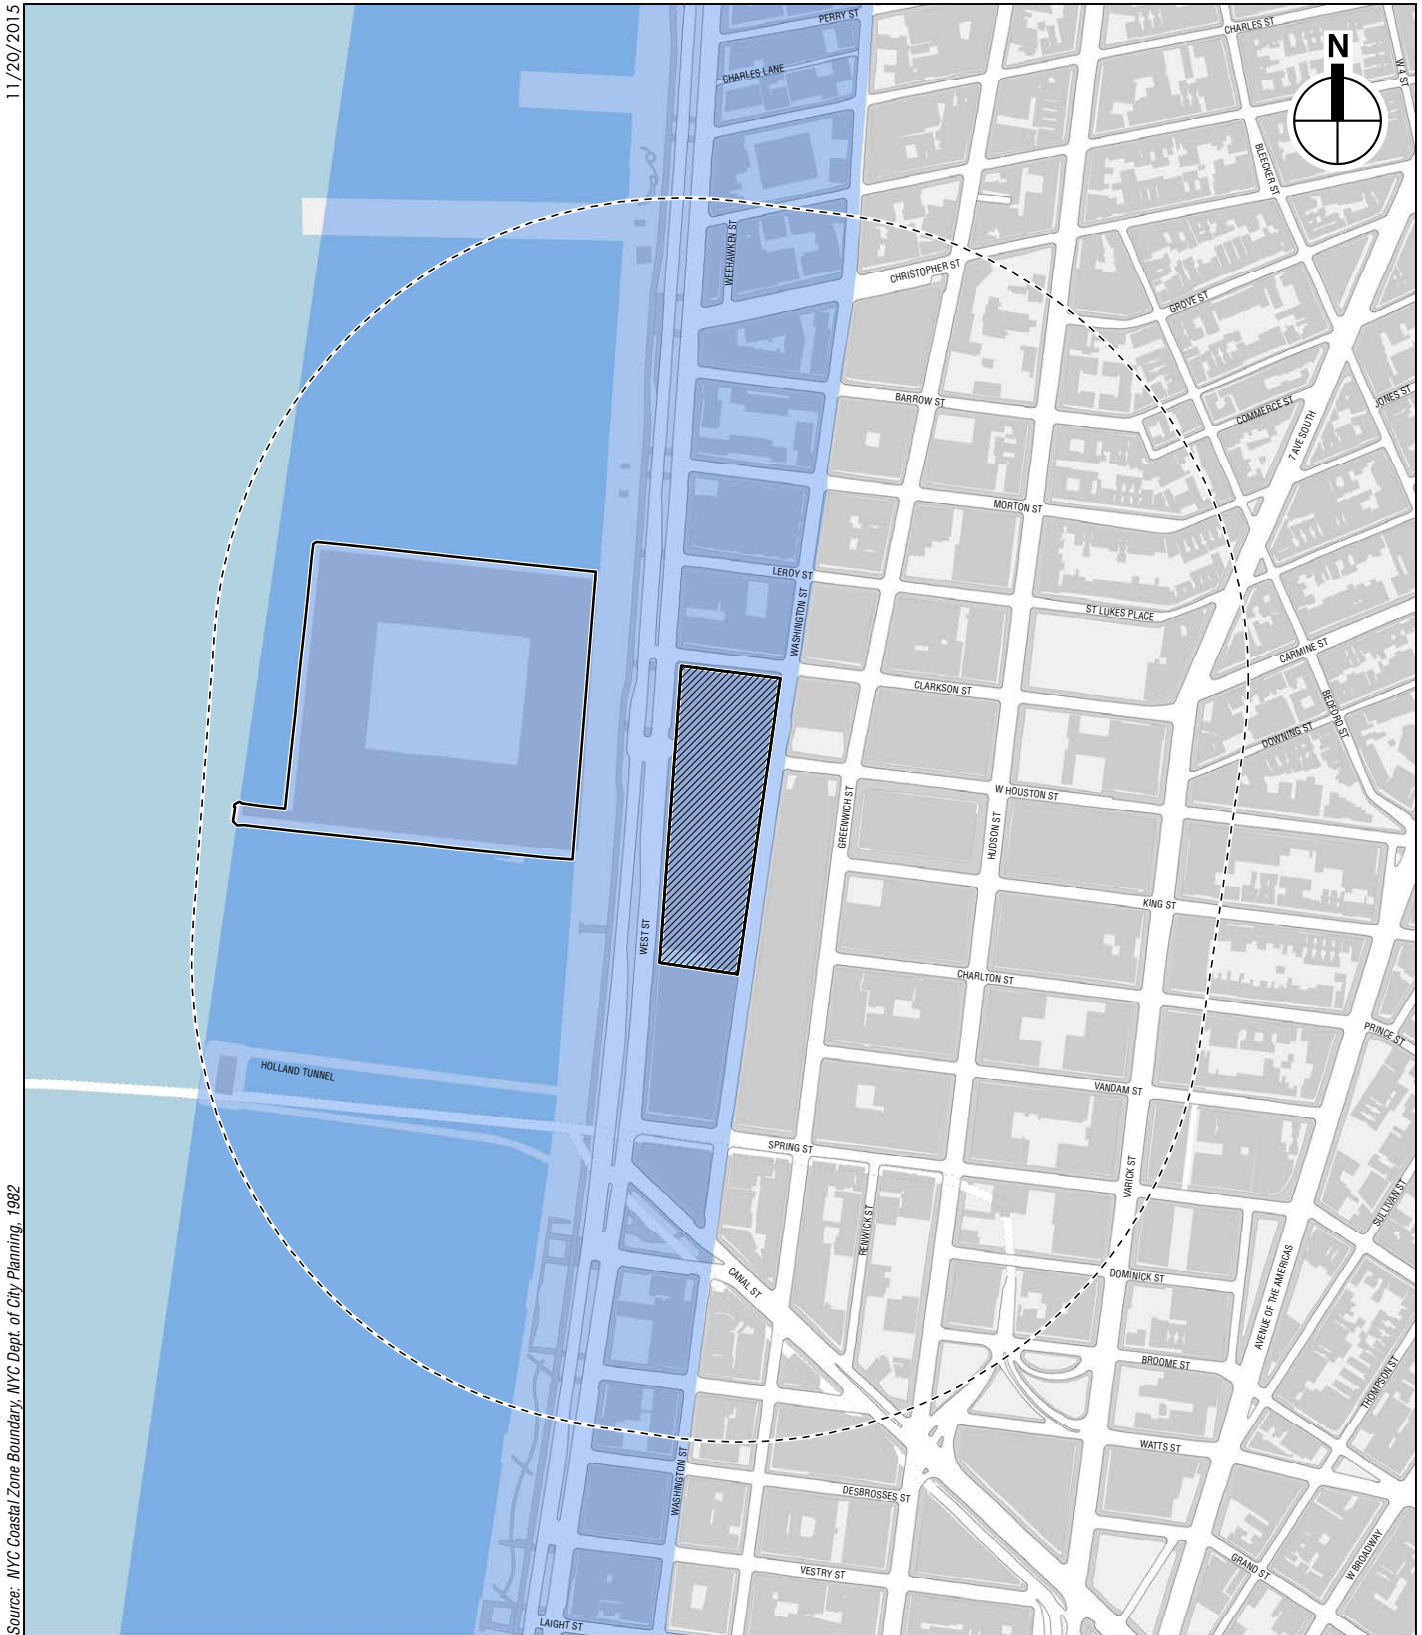 11/20/2015
Source: NYC Coastal Zone Boundary, NYC Dept. of City Planning, 1982
N
PERRY ST
CHARLES ST
W 4 ST
CHARLES LANE
BLEECKER ST
WEEHAWKEN ST
CHRISTOPHER ST
GROVE ST
BARROW ST
COMMERCE ST
JONES ST
7 AVE SOUTH
MORTON ST
LEROY ST
WASHINGTON ST
ST LUKES PLACE
CARMINE ST
CLARKSON ST
BEDFORD ST
DOWNING ST
W HOUSTON ST
GREENWICH ST
HUDSON ST
KING ST
WEST ST
CHARLTON ST
PRINCE ST
HOLLAND TUNNEL
VANDAM ST
SPRING ST
VARICK ST
SULLIVAN ST
RENWICK ST
CANAL ST
DOMINICK ST
AVENUE OF THE AMERICAS
BROOME ST
THOMPSON ST
WATTS ST
WASHINGTON ST
DESBROSSES ST
VESTRY ST
GRAND ST
W BROADWAY
LAIGHT ST